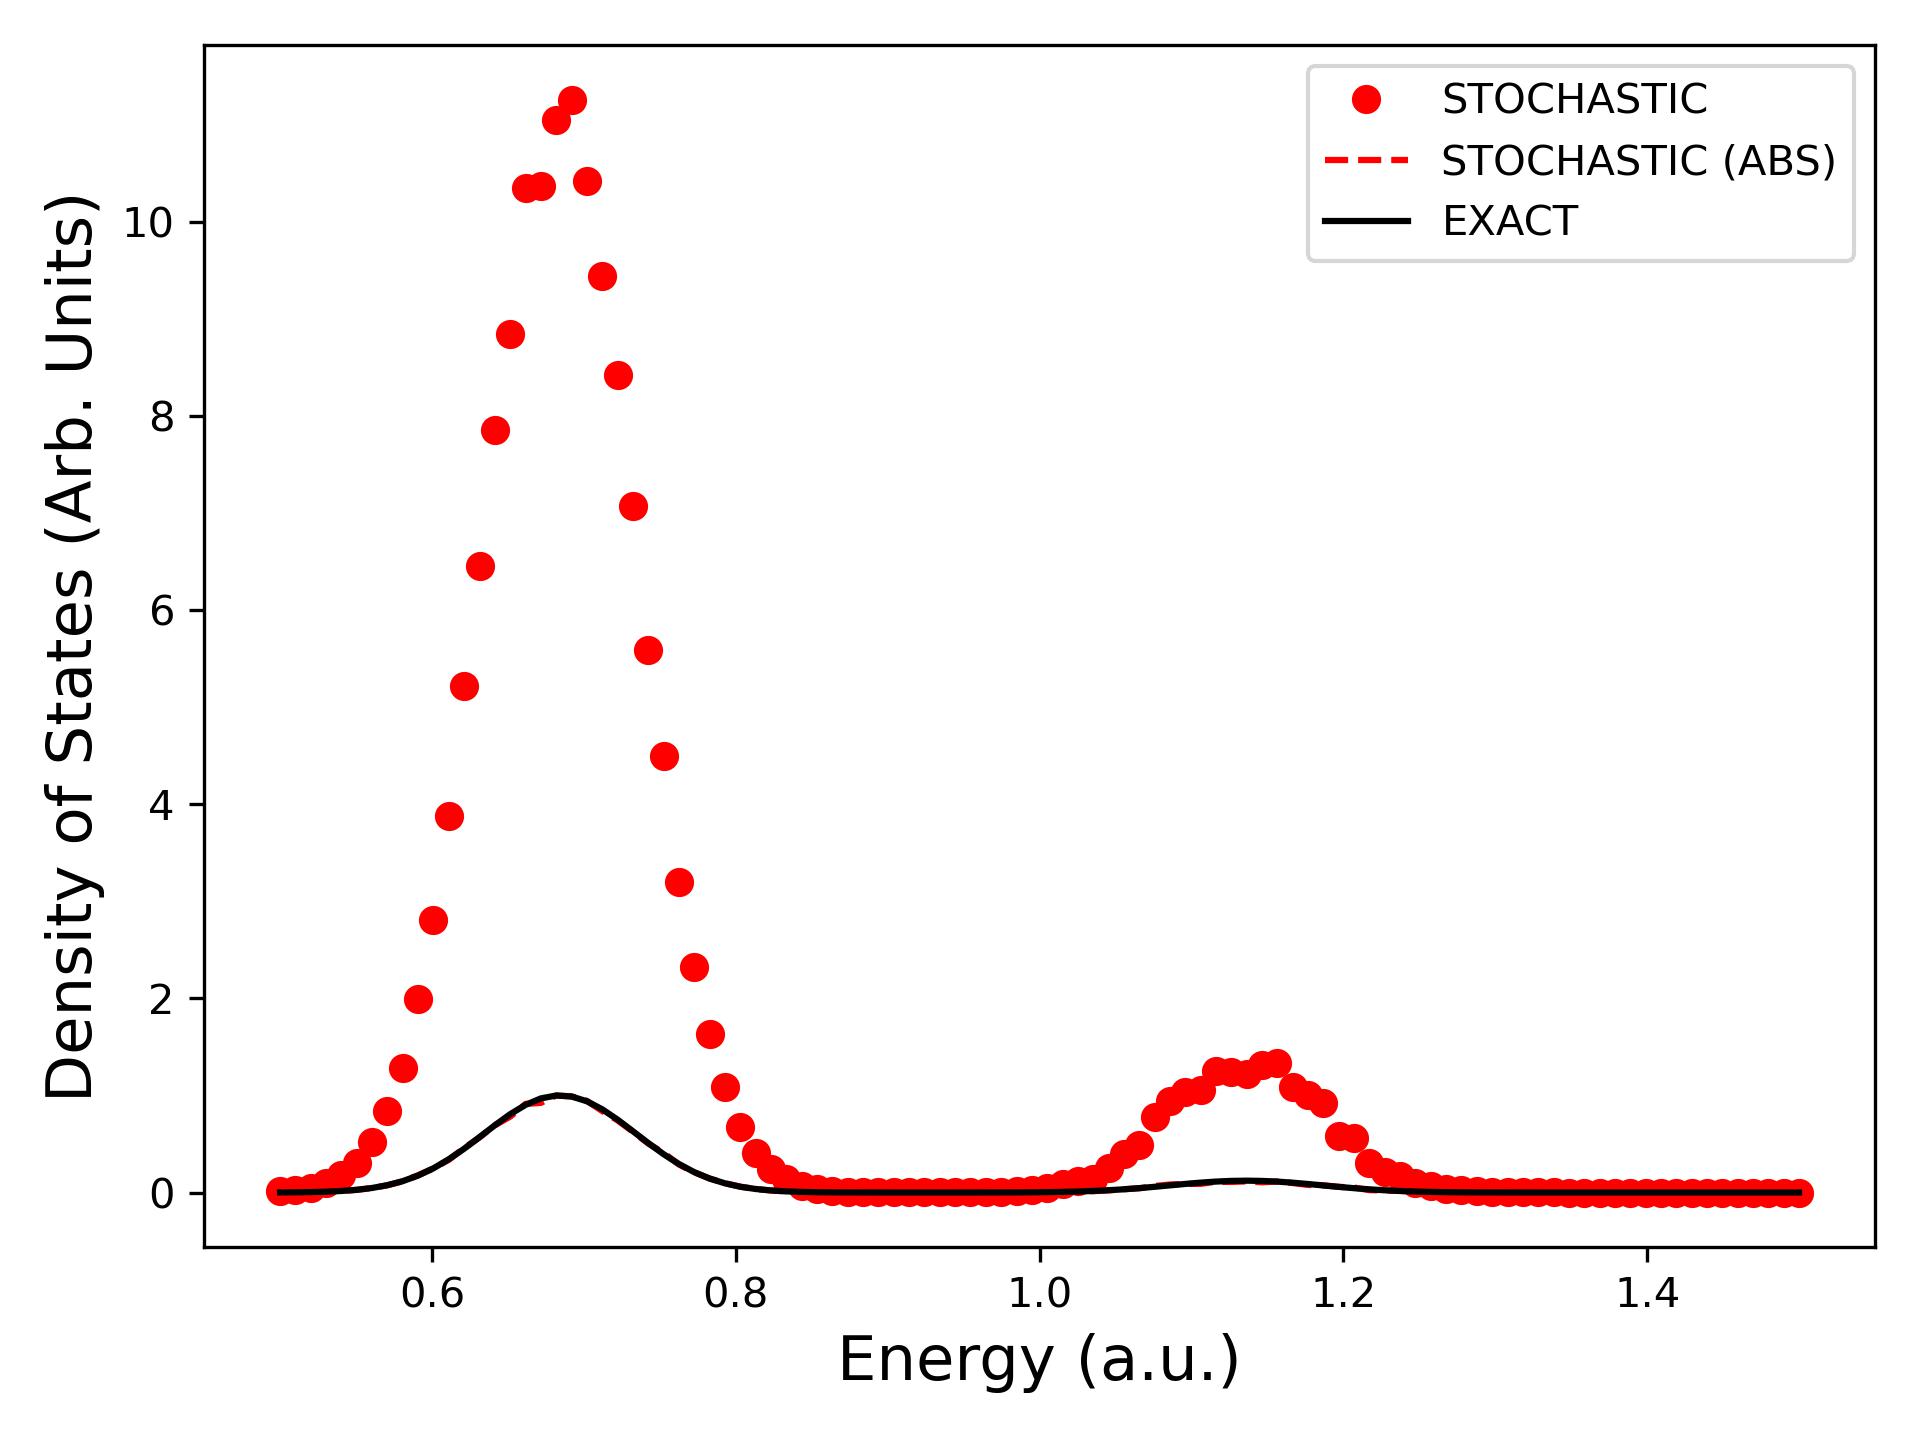 STOCHASTIC
STOCHASTIC (ABS)
EXACT
Density of States (Arb. Units)
10
8
6
4
2
0
0.6 0.8 1.0 1.2 1.4
Energy (a.u.)